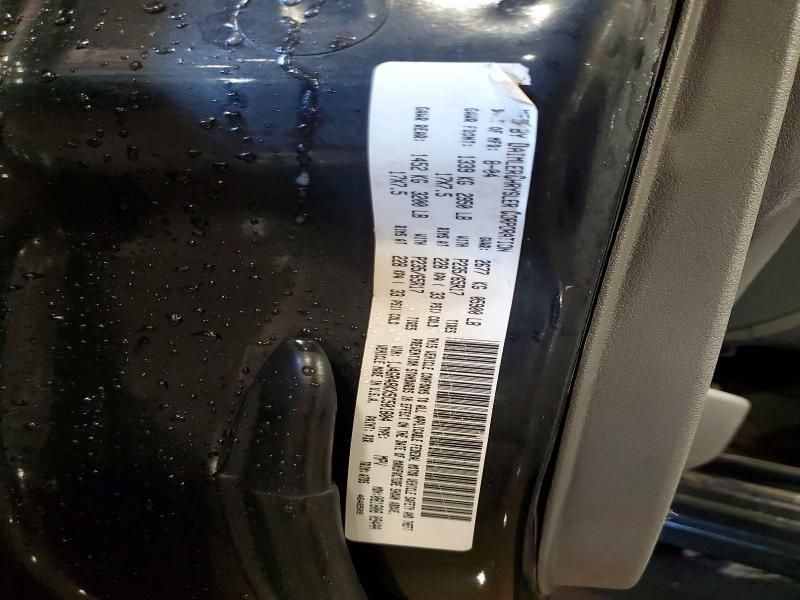 MFD BY DAIMLERCHRYSLER CORPORATION
DATE OF MFR: 8-04 GVWR: 2677 KG 05900 LB
GAWR FRONT: 1339 KG 2950 LB WITH P235/65R17 TIRES
17X7.5 RIMS AT 228 KPA ( 33 PSI) COLD
GAWR REAR: 1452 KG 3200 LB WITH P235/65R17 TIRES
17X7.5 RIMS AT 228 KPA ( 33 PSI) COLD
THIS VEHICLE CONFORMS TO ALL APPLICABLE FEDERAL MOTOR VEHICLE SAFETY AND THEFT
PREVENTION STANDARDS IN EFFECT ON THE DATE OF MANUFACTURE SHOWN ABOVE.
VIN: TYPE: MPV
VEHICLE MADE IN U.S.A. PAINT: PXR TRIM: